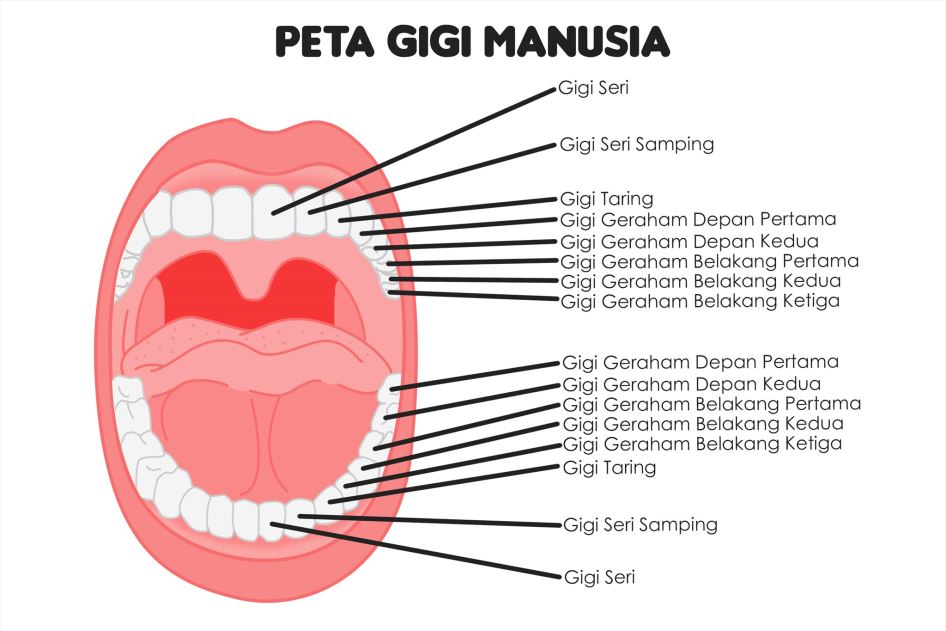 PETA GIGI MANUSIA
Gigi Seri
Gigi Seri Samping
Gigi Taring
Gigi Geraham Depan Pertama
Gigi Geraham Depan Kedua
Gigi Geraham Belakang Pertama
Gigi Geraham Belakang Kedua
Gigi Geraham Belakang Ketiga
Gigi Geraham Depan Pertama
Gigi Geraham Depan Kedua
Gigi Geraham Belakang Pertama
Gigi Geraham Belakang Kedua
Gigi Geraham Belakang Ketiga
Gigi Taring
Gigi Seri Samping
Gigi Seri